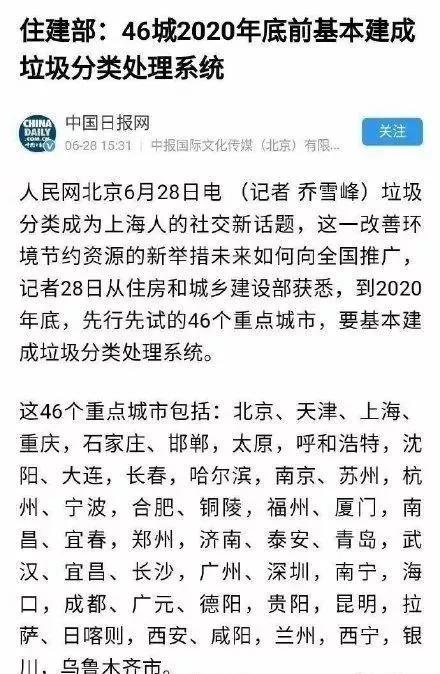 住建部：46城2020年底前基本建成
垃圾分类处理系统
CHINA
DAILY
中国日报网
06-28 15:31 | 中报国际文化传媒（北京）有限...
关注
人民网北京6月28日电 （记者 乔雪峰）垃圾
分类成为上海人的社交新话题，这一改善环
境节约资源的新举措未来如何向全国推广，
记者28日从住房和城乡建设部获悉，到2020
年底，先行先试的46个重点城市，要基本建
成垃圾分类处理系统。
这46个重点城市包括：北京、天津、上海、
重庆，石家庄、邯郸，太原，呼和浩特，沈
阳、大连，长春，哈尔滨，南京、苏州，杭
州、宁波，合肥、铜陵，福州、厦门，南
昌、宜春，郑州，济南、泰安、青岛，武
汉、宜昌，长沙，广州、深圳，南宁，海
口，成都、广元、德阳，贵阳，昆明，拉
萨、日喀则，西安、咸阳，兰州，西宁，银
川，乌鲁木齐市。